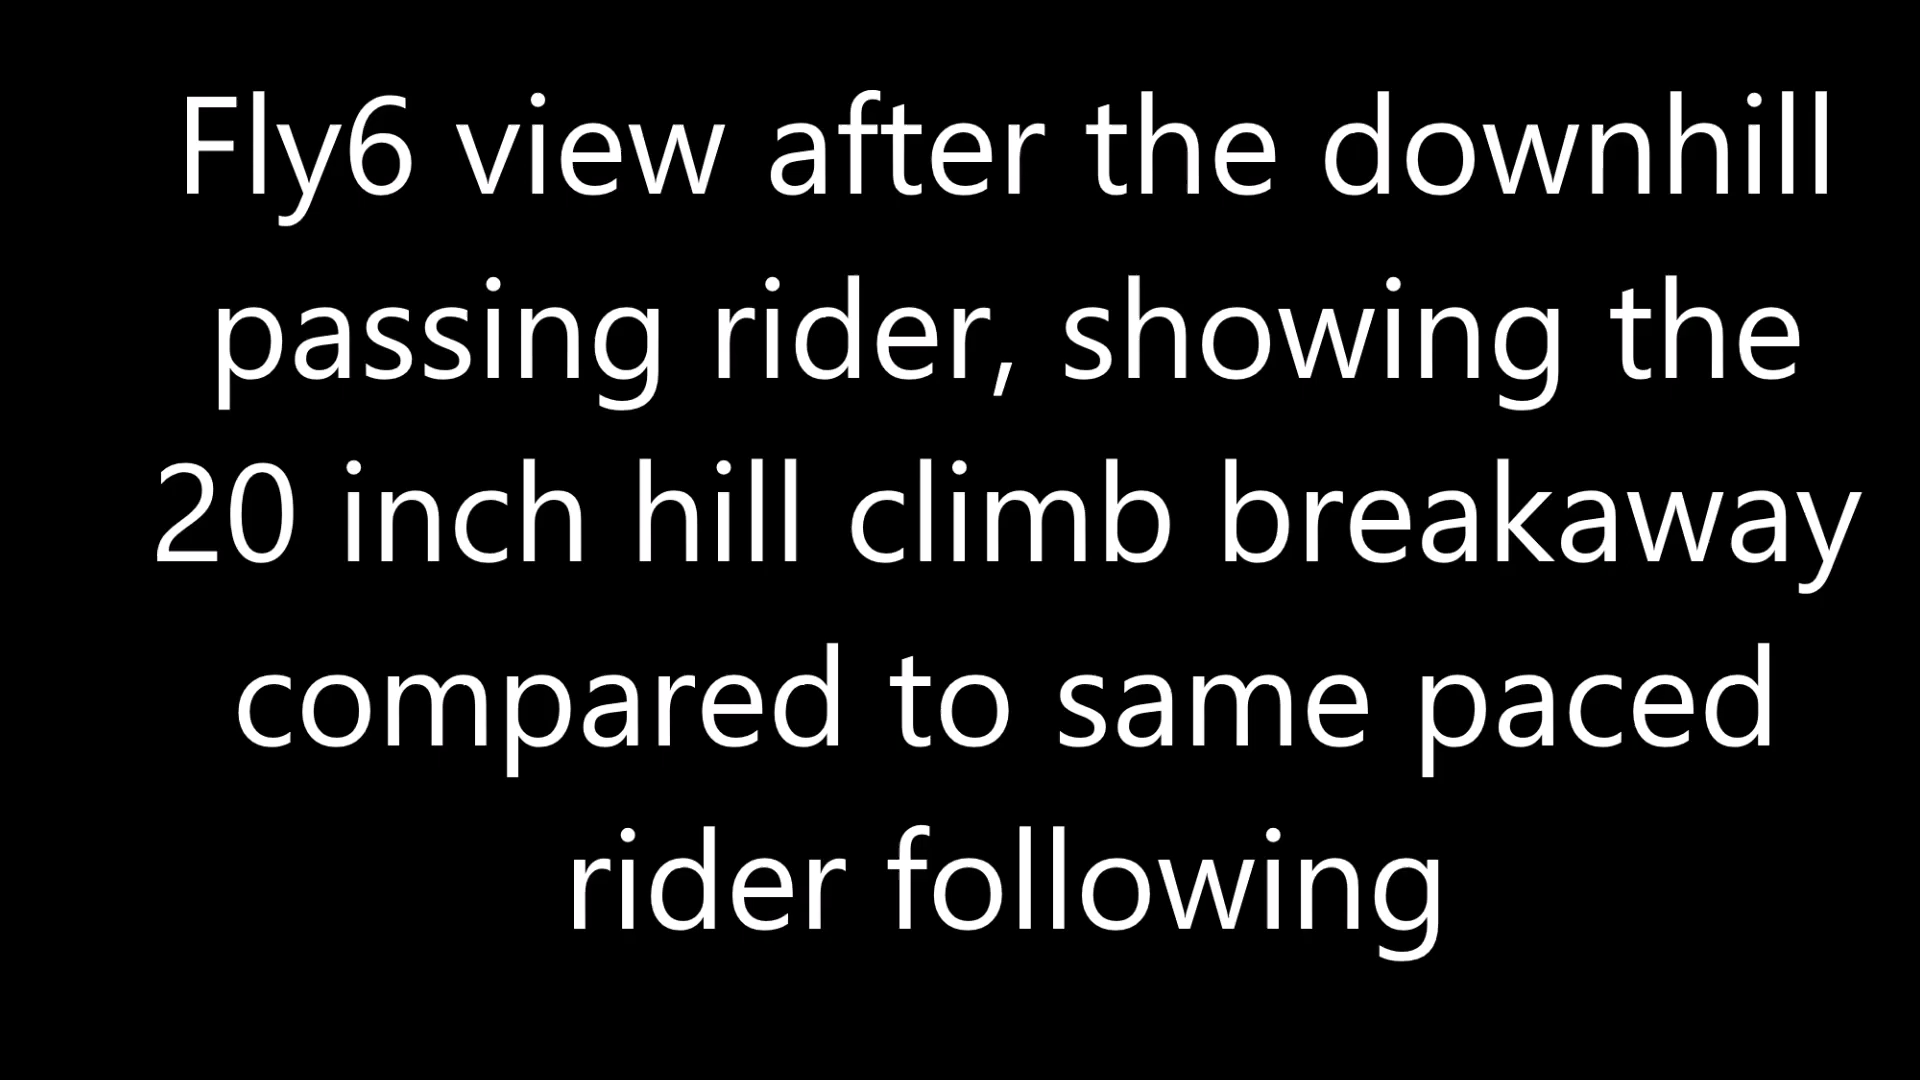 Fly6 view after the downhill
passing rider, showing the
20 inch hill climb breakaway
compared to same paced
rider following